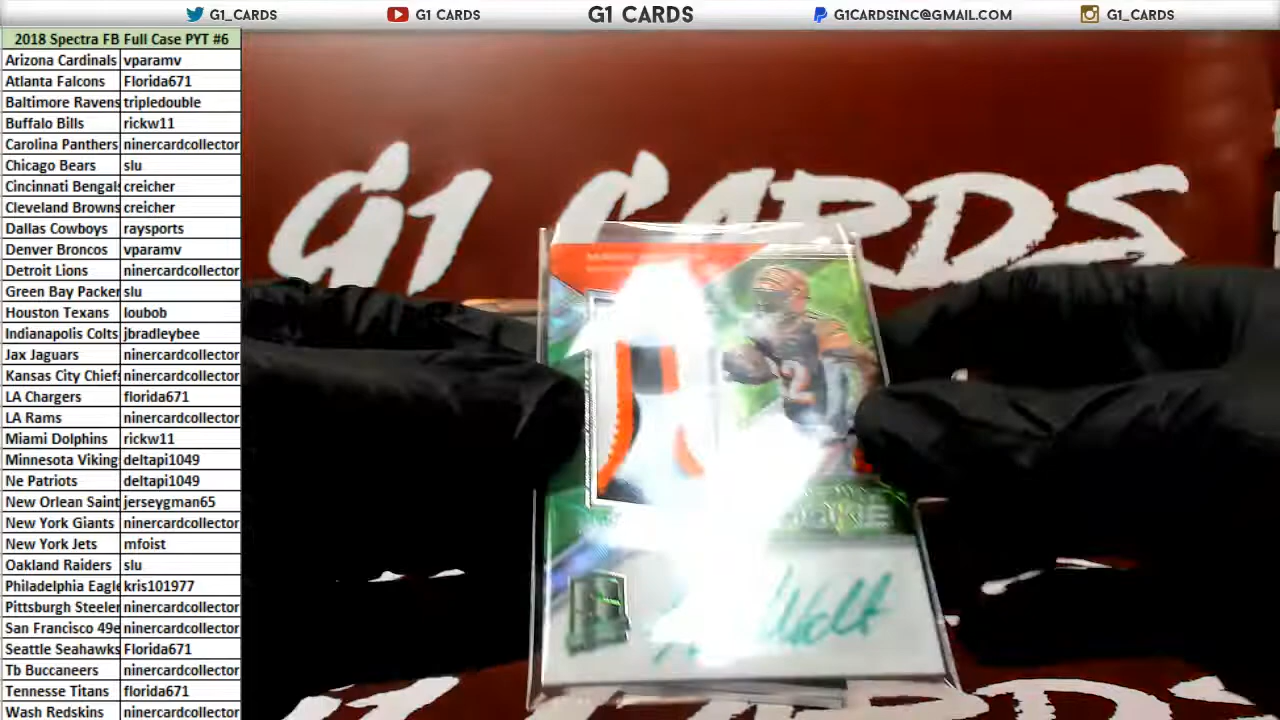 G1_CARDS G1 CARDS G1 CARDS G1CARDSINC@GMAIL.COM G1_CARDS
2018 Spectra FB Full Case PYT #6
Arizona Cardinals vparamv
Atlanta Falcons Florida671
Baltimore Ravens tripledouble
Buffalo Bills rickw11
Carolina Panthers ninercardcollector
Chicago Bears slu
Cincinnati Bengals creicher
Cleveland Browns creicher
Dallas Cowboys raysports
Denver Broncos vparamv
Detroit Lions ninercardcollector
Green Bay Packer slu
Houston Texans loubob
Indianapolis Colts jbradleybee
Jax Jaguars ninercardcollector
Kansas City Chiefs ninercardcollector
LA Chargers florida671
LA Rams ninercardcollector
Miami Dolphins rickw11
Minnesota Viking deltapi1049
Ne Patriots deltapi1049
New Orlean Saint jerseygman65
New York Giants ninercardcollector
New York Jets mfoist
Oakland Raiders slu
Philadelphia Eagle kris101977
Pittsburgh Steeler ninercardcollector
San Francisco 49e ninercardcollector
Seattle Seahawks Florida671
Tb Buccaneers ninercardcollector
Tennesse Titans florida671
Wash Redskins ninercardcollector
G1 CARDS